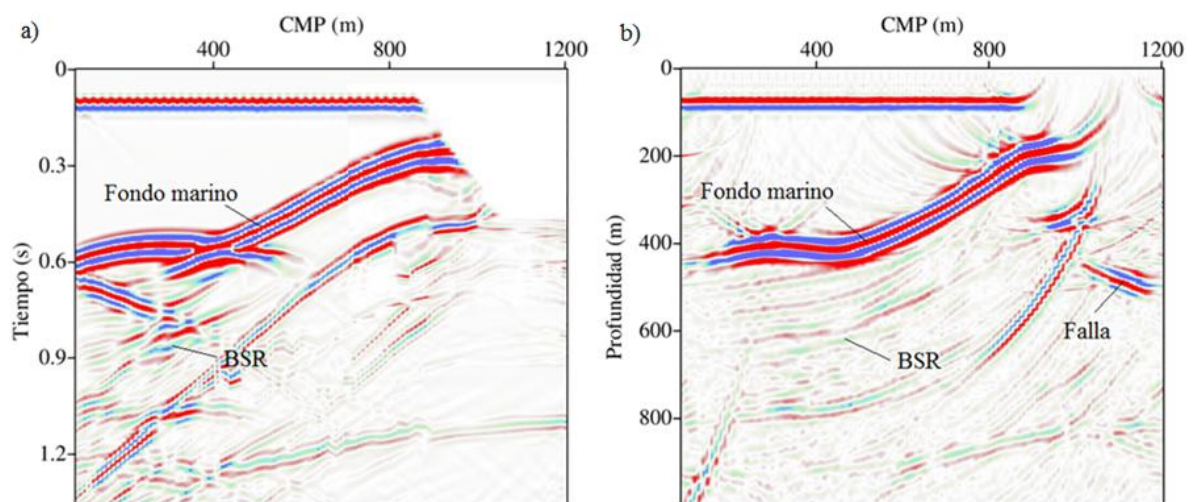 a)
CMP (m)
400
800
1200
0
0.3
0.6
0.9
1.2
Tiempo (s)
Fondo marino
BSR
b)
CMP (m)
400
800
1200
0
200
400
600
800
Profundidad (m)
Fondo marino
BSR
Falla